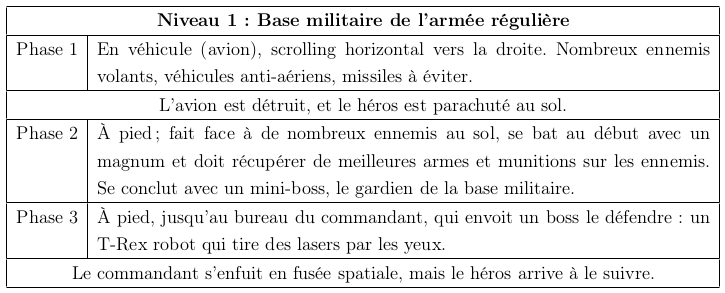 Niveau 1 : Base militaire de l'armée régulière
Phase 1 En véhicule (avion), scrolling horizontal vers la droite. Nombreux ennemis
volants, véhicules anti-aériens, missiles à éviter.
L'avion est détruit, et le héros est parachuté au sol.
Phase 2 À pied ; fait face à de nombreux ennemis au sol, se bat au début avec un
magnum et doit récupérer de meilleures armes et munitions sur les ennemis.
Se conclut avec un mini-boss, le gardien de la base militaire.
Phase 3 À pied, jusqu'au bureau du commandant, qui envoit un boss le défendre : un
T-Rex robot qui tire des lasers par les yeux.
Le commandant s'enfuit en fusée spatiale, mais le héros arrive à le suivre.